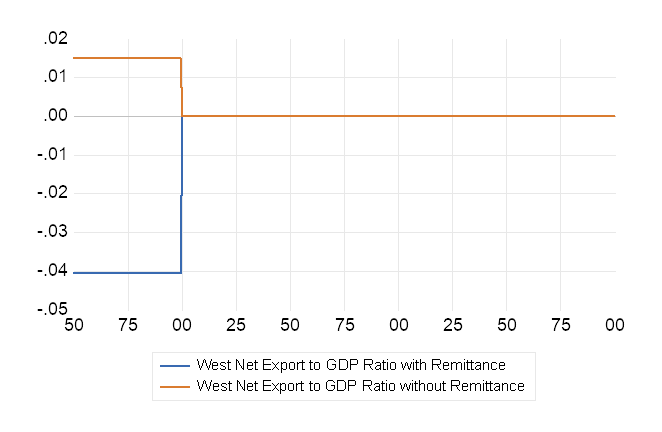 .02
.01
.00
-.01
-.02
-.03
-.04
-.05
50 75 00 25 50 75 00 25 50 75 00
West Net Export to GDP Ratio with Remittance
West Net Export to GDP Ratio without Remittance